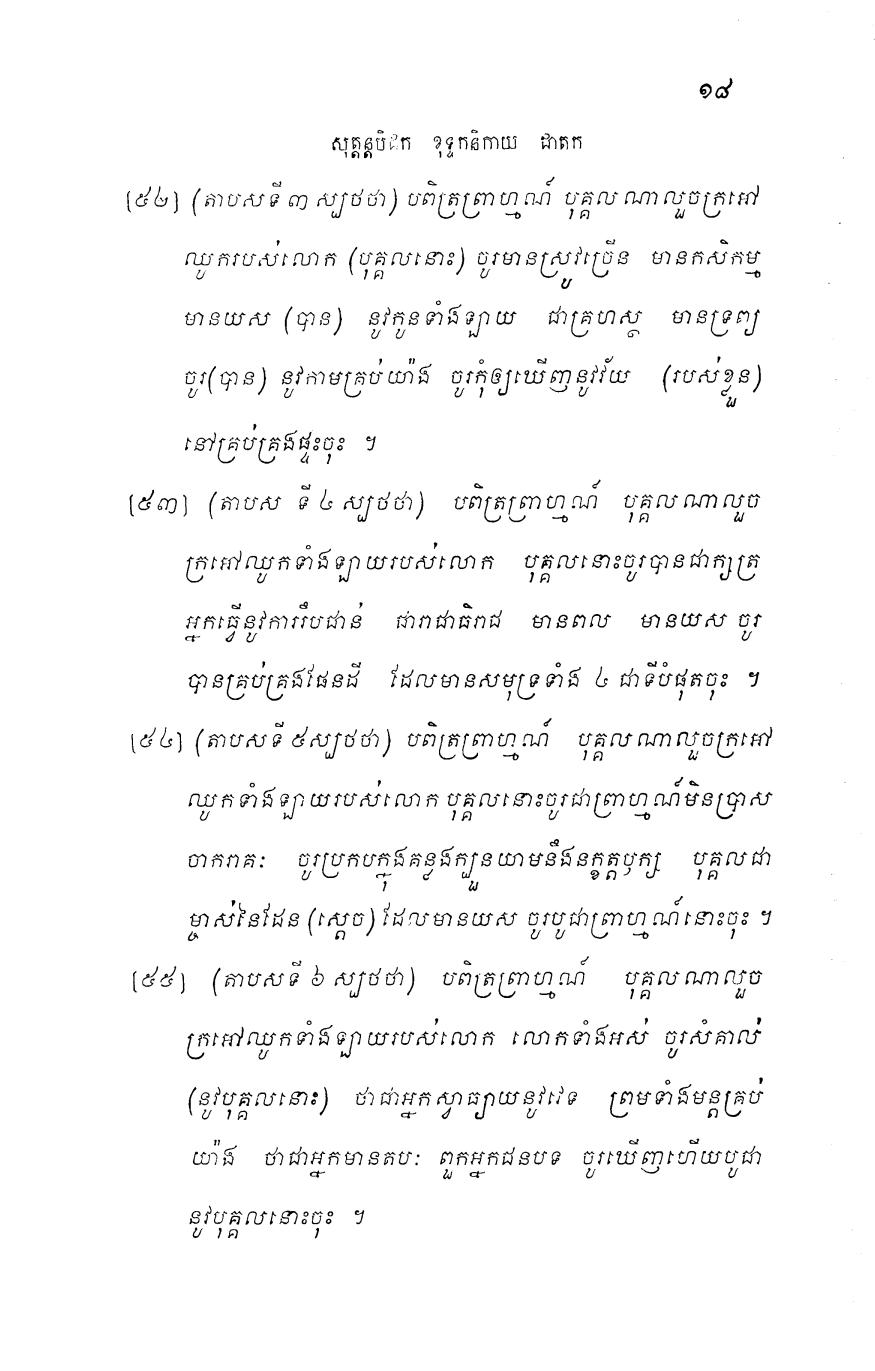 ១៨
សុត្តន្តបិដក ខុទ្ទកនិកាយ ជាតក
[៥២] (តាបសទី ៣ ស្បថថា) បពិត្រព្រាហ្មណ៍ បុគ្គលណាលួចក្រអៅ
ឈូករបស់លោក (បុគ្គលនោះ) ចូរមានស្រូវច្រើន មានកសិកម្ម
មានយស (បាន) នូវកូនទាំងឡាយ ជាគ្រហស្ថ មានទ្រព្យ
ចូរ(បាន) នូវកាមគ្រប់យ៉ាង ចូរកុំឲ្យឃើញនូវវ័យ (របស់ខ្លួន)
នៅគ្រប់គ្រងផ្ទះចុះ ។
[៥៣] (តាបស ទី ៤ ស្បថថា) បពិត្រព្រាហ្មណ៍ បុគ្គលណាលួច
ក្រអៅឈូកទាំងឡាយរបស់លោក បុគ្គលនោះចូរបានជាក្សត្រ
អ្នកធ្វើនូវការរឹបជាន់ ជារាជាធិរាជ មានពល មានយស ចូរ
បានគ្រប់គ្រងផែនដី ដែលមានសមុទ្រទាំង ៤ ជាទីបំផុតចុះ ។
[៥៤] (តាបសទី ៥ស្បថថា) បពិត្រព្រាហ្មណ៍ បុគ្គលណាលួចក្រអៅ
ឈូកទាំងឡាយរបស់លោក បុគ្គលនោះចូរជាព្រាហ្មណ៍មិនប្រាស
ចាករាគៈ ចូរប្រកបក្នុងគន្លងក្បួនយាមនឹងនក្ខត្តឫក្ស បុគ្គលជា
ម្ចាស់នៃដែន (ស្តេច) ដែលមានយស ចូរបូជាព្រាហ្មណ៍នោះចុះ ។
[៥៥] (តាបសទី ៦ ស្បថថា) បពិត្រព្រាហ្មណ៍ បុគ្គលណាលួច
ក្រអៅឈូកទាំងឡាយរបស់លោក លោកទាំងអស់ ចូរសំគាល់
(នូវបុគ្គលនោះ) ថាជាអ្នកស្វាធ្យាយនូវវេទ ព្រមទាំងមន្តគ្រប់
យ៉ាង ថាជាអ្នកមានតបៈ ពួកអ្នកជនបទ ចូរឃើញហើយបូជា
នូវបុគ្គលនោះចុះ ។